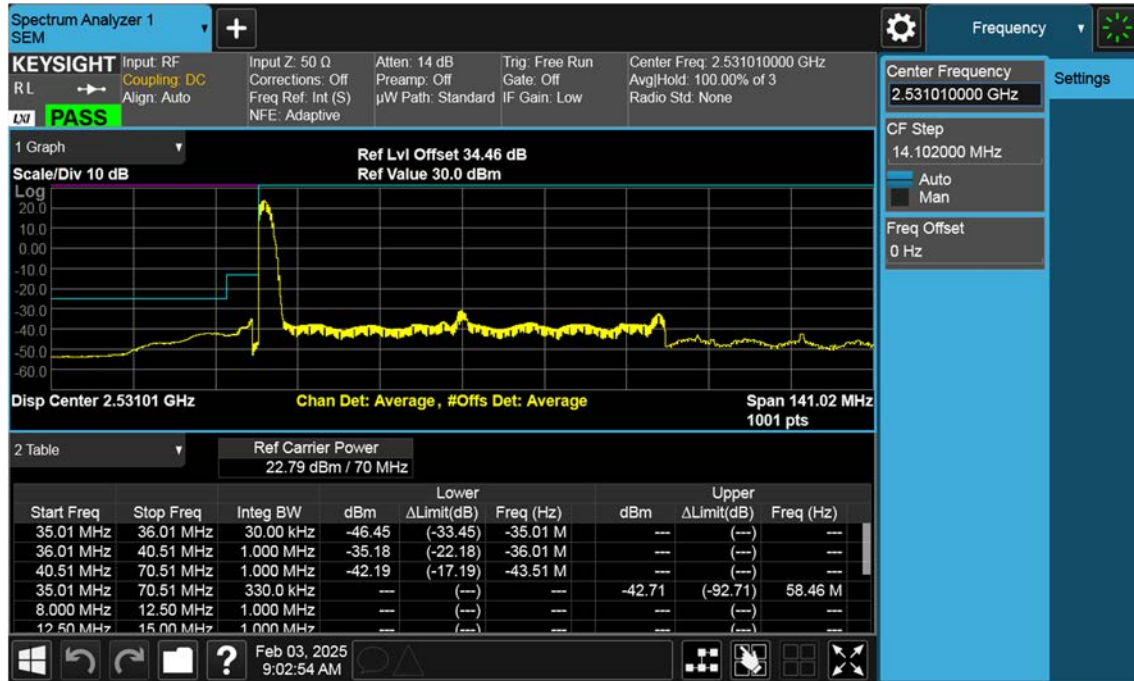 Spectrum Analyzer 1
SEM
Frequency
KEYSIGHT
R L
LXI PASS
Input: RF
Coupling: DC
Align: Auto
Input Z: 50 Ω
Corrections: Off
Freq Ref: Int (S)
NFE: Adaptive
Atten: 14 dB
Preamp: Off
µW Path: Standard
Trig: Free Run
Gate: Off
IF Gain: Low
Center Freq: 2.531010000 GHz
Avg|Hold: 100.00% of 3
Radio Std: None
Center Frequency
2.531010000 GHz
Settings
CF Step
14.102000 MHz
Auto
Man
Freq Offset
0 Hz
1 Graph
Scale/Div 10 dB
Ref Lvl Offset 34.46 dB
Ref Value 30.0 dBm
Log
20.0
10.0
0.00
-10.0
-20.0
-30.0
-40.0
-50.0
-60.0
Disp Center 2.53101 GHz
Chan Det: Average, #Offs Det: Average
Span 141.02 MHz
1001 pts
2 Table
Ref Carrier Power
22.79 dBm / 70 MHz
Lower Upper
Start Freq Stop Freq Integ BW dBm ΔLimit(dB) Freq (Hz) dBm ΔLimit(dB) Freq (Hz)
35.01 MHz 36.01 MHz 30.00 kHz -46.45 (-33.45) -35.01 M --- (---) ---
36.01 MHz 40.51 MHz 1.000 MHz -35.18 (-22.18) -36.01 M --- (---) ---
40.51 MHz 70.51 MHz 1.000 MHz -42.19 (-17.19) -43.51 M --- (---) ---
35.01 MHz 70.51 MHz 330.0 kHz --- (---) --- -42.71 (-92.71) 58.46 M
8.000 MHz 12.50 MHz 1.000 MHz --- (---) --- --- (---) ---
12.50 MHz 15.00 MHz 1.000 MHz --- (---) --- --- (---) ---
?
Feb 03, 2025
9:02:54 AM